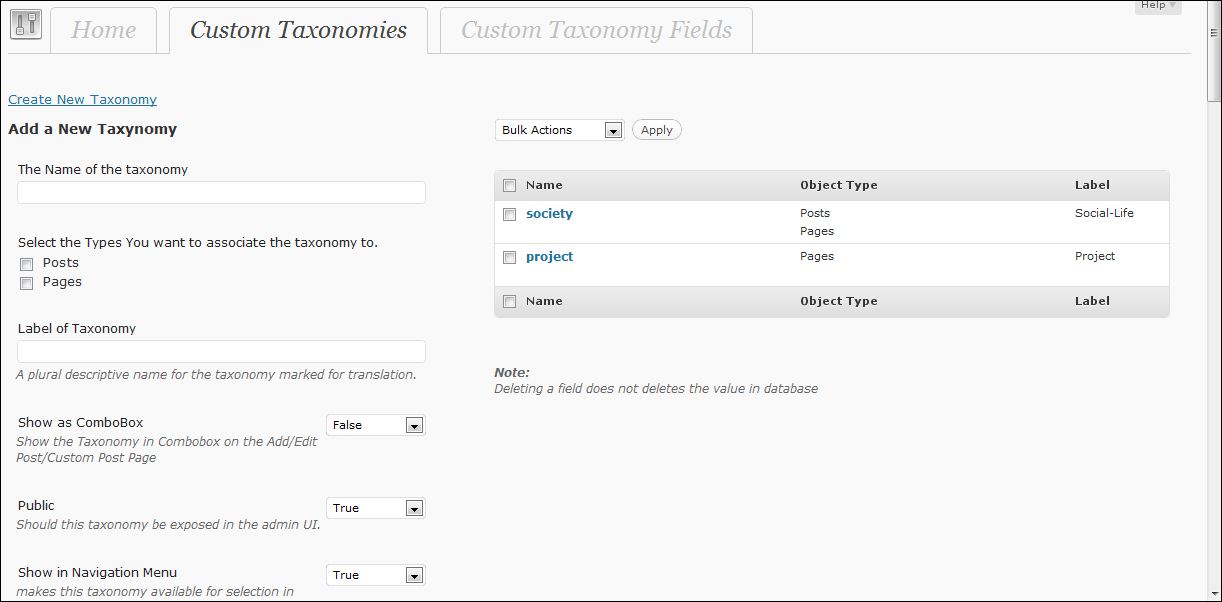 Help
Home
Custom Taxonomies
Custom Taxonomy Fields
Create New Taxonomy
Add a New Taxynomy
The Name of the taxonomy
Select the Types You want to associate the taxonomy to.
Posts
Pages
Label of Taxonomy
A plural descriptive name for the taxonomy marked for translation.
Show as ComboBox
False
Show the Taxonomy in Combobox on the Add/Edit
Post/Custom Post Page
Public
True
Should this taxonomy be exposed in the admin UI.
Show in Navigation Menu
True
makes this taxonomy available for selection in
Bulk Actions
Apply
Name Object Type Label
society Posts Social-Life
Pages
project Pages Project
Name Object Type Label
Note:
Deleting a field does not deletes the value in database